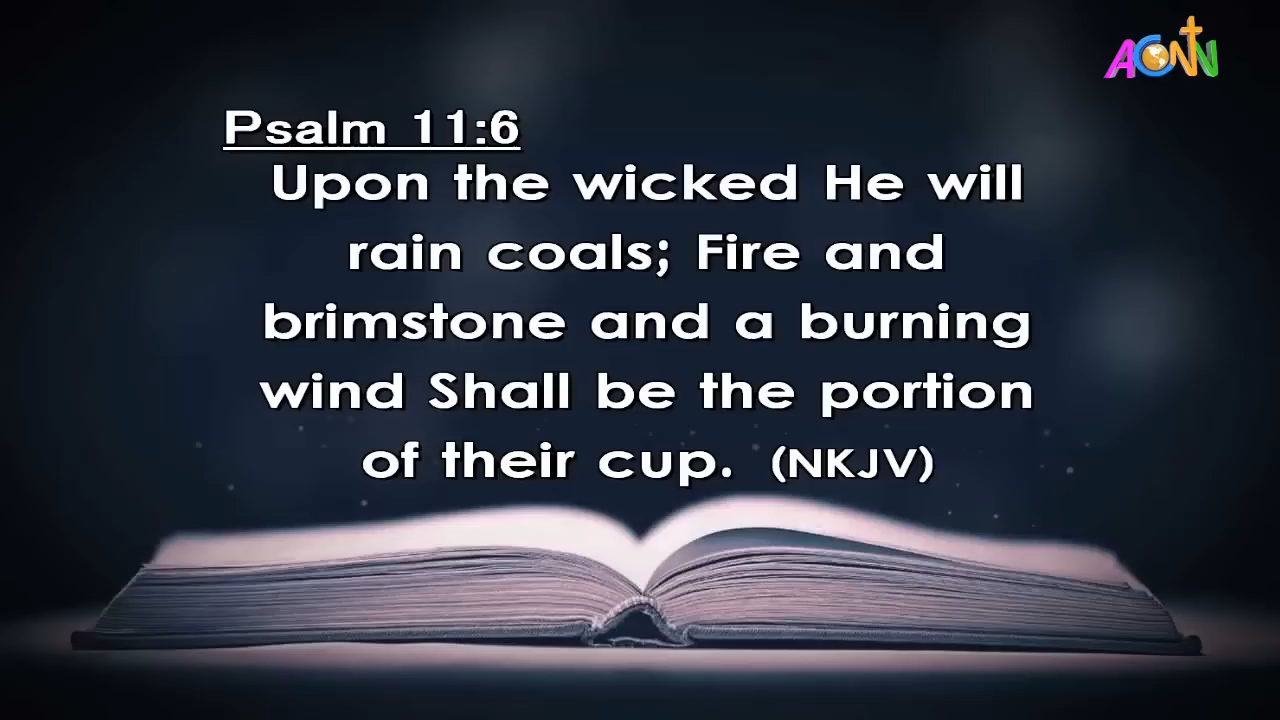 ACNN
Psalm 11:6
Upon the wicked He will
rain coals; Fire and
brimstone and a burning
wind Shall be the portion
of their cup. (NKJV)